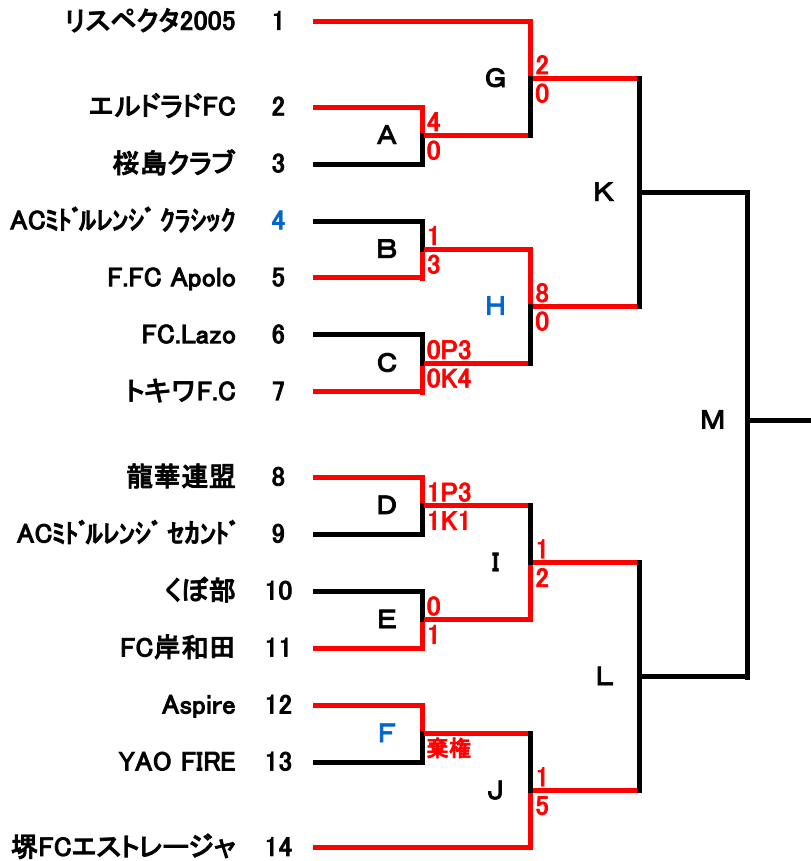 リスペクタ2005 1
G 2
0
エルドラドFC 2
A 4
0
桜島クラブ 3
K
ACﾐﾄﾞﾙﾚﾝｼﾞ ｸﾗｼｯｸ 4
B 1
3
F.FC Apolo 5
H 8
0
FC.Lazo 6
C 0P3
0K4
トキワF.C 7
M
龍華連盟 8
D 1P3
1K1
ACﾐﾄﾞﾙﾚﾝｼﾞ ｾｶﾝﾄﾞ 9
I 1
2
くぼ部 10
E 0
1
FC岸和田 11
L
Aspire 12
F 棄権
YAO FIRE 13
J 1
5
堺FCエストレージャ 14